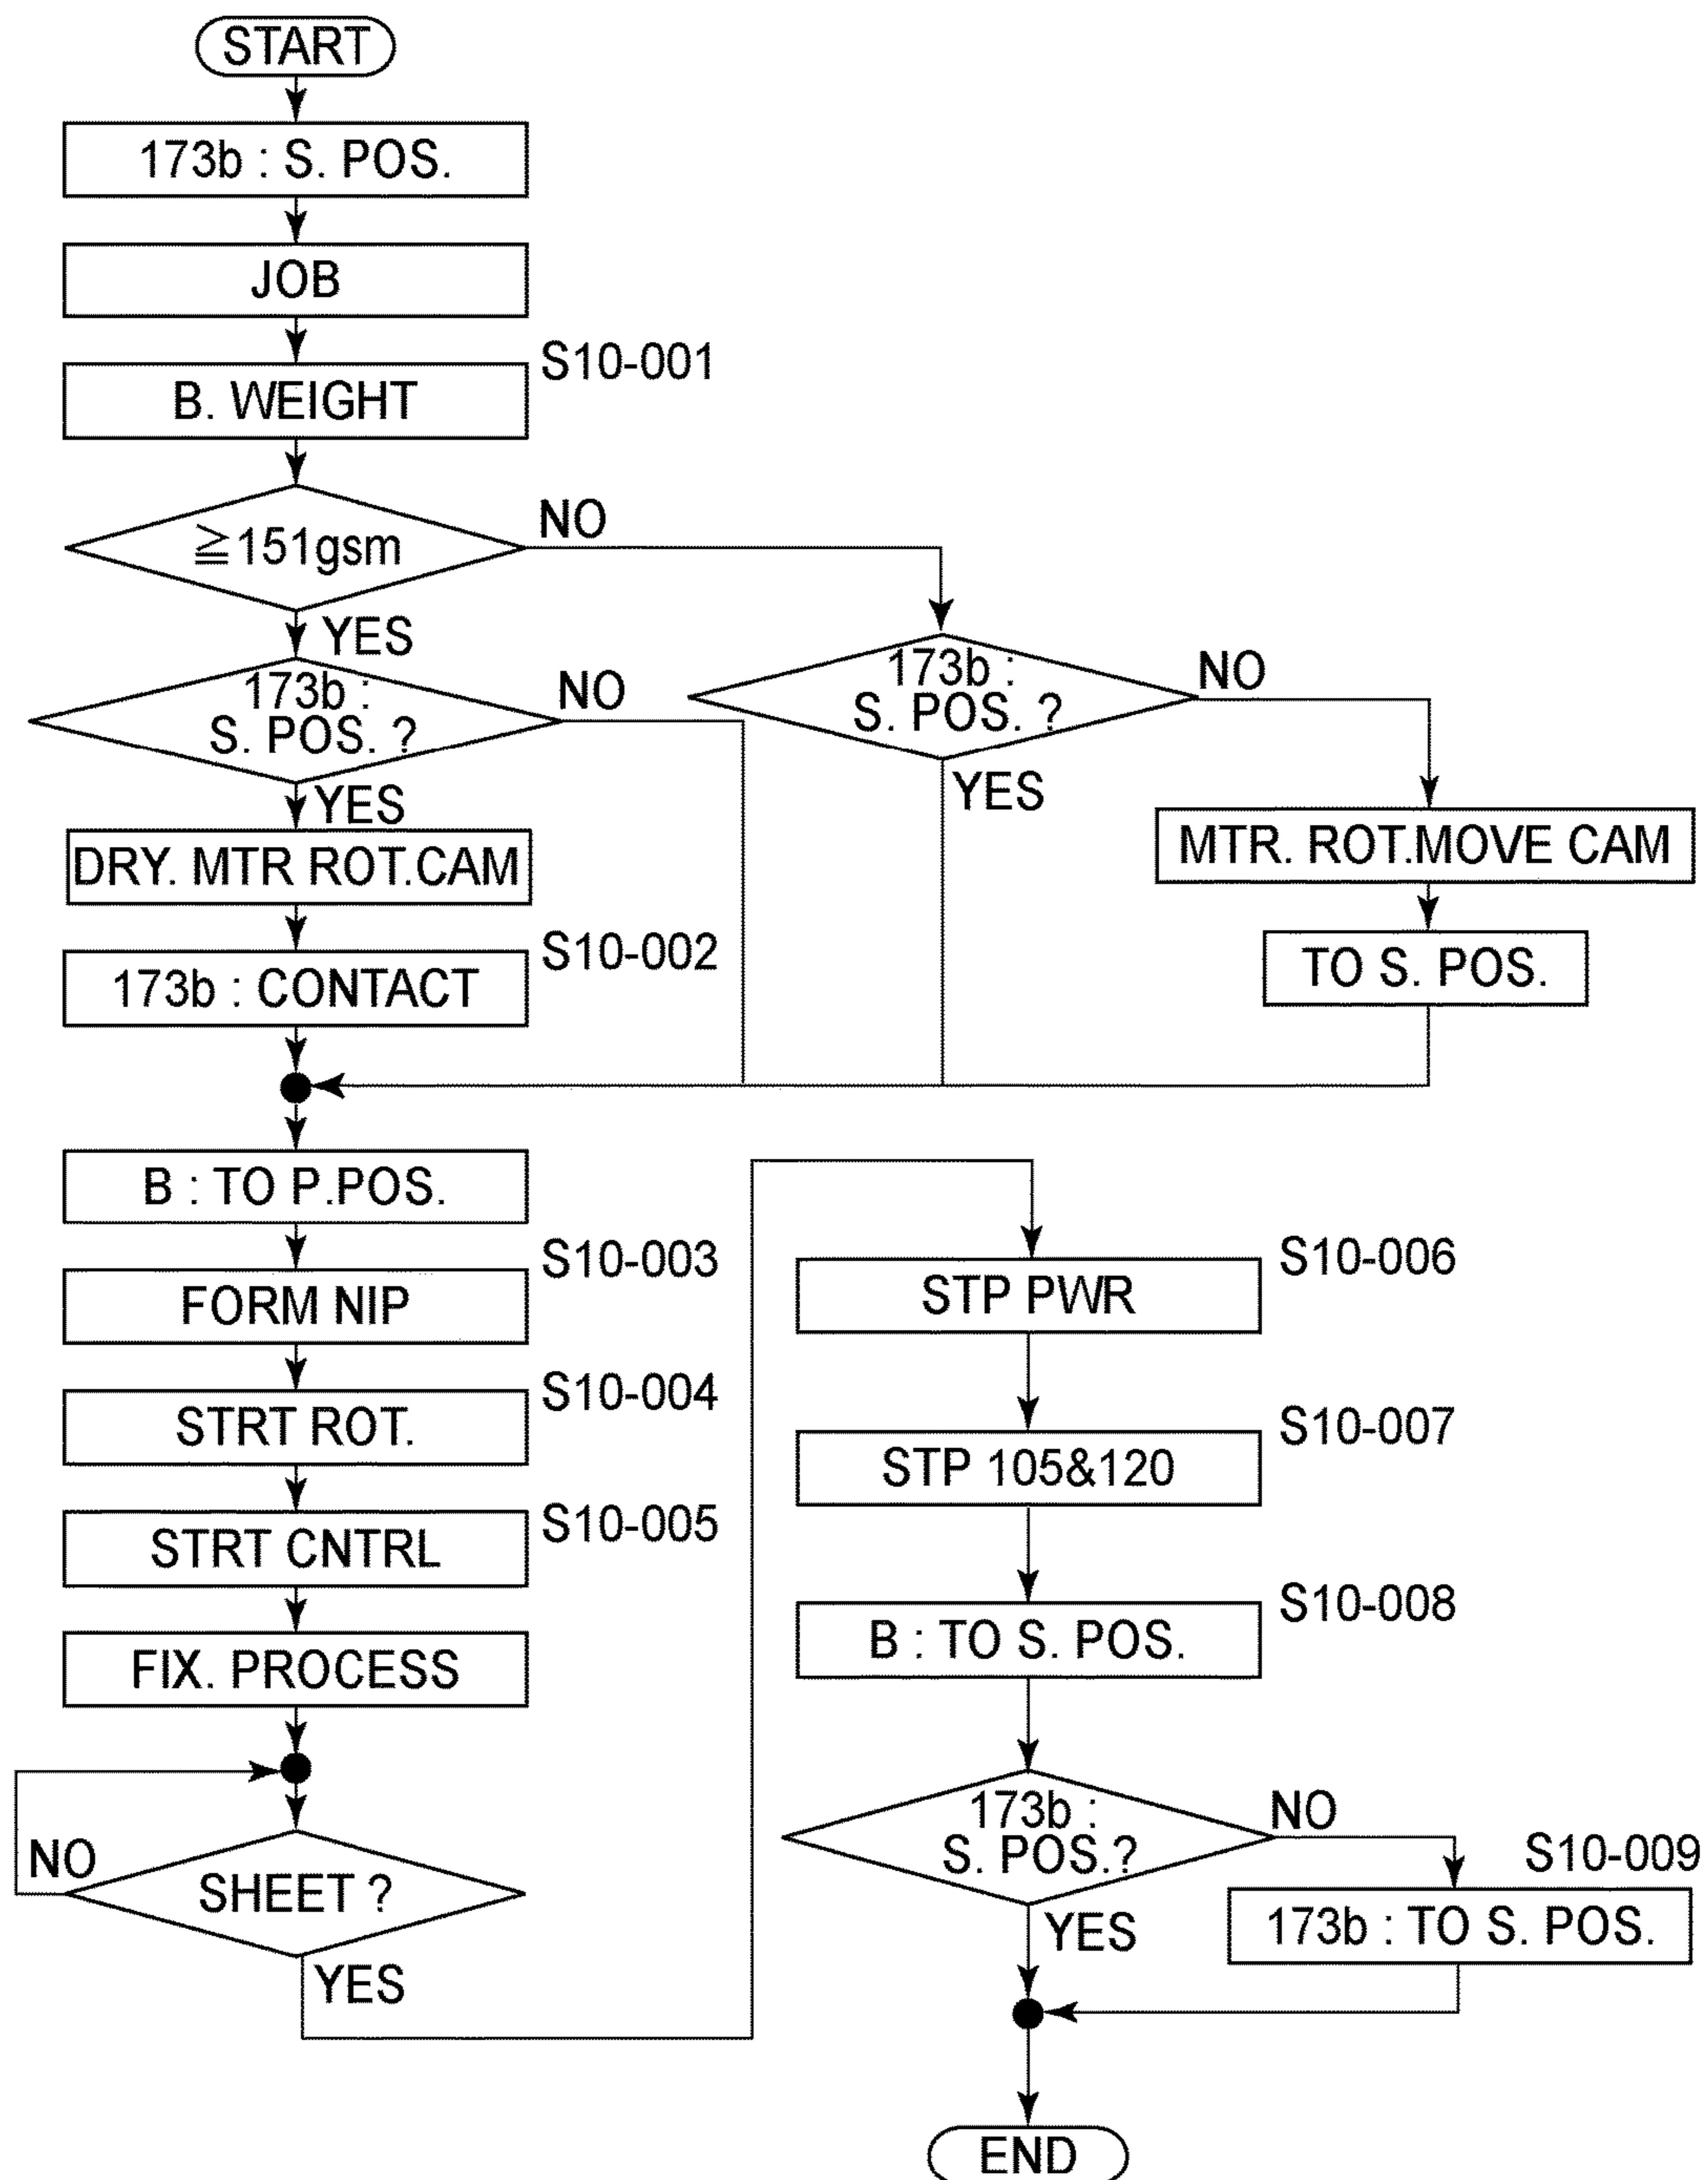 START
173b : S. POS.
JOB
S10-001
B. WEIGHT
≧151gsm
NO
YES
173b :
S. POS. ?
NO
YES
173b :
S. POS. ?
NO
YES
DRY. MTR ROT.CAM
MTR. ROT.MOVE CAM
S10-002
173b : CONTACT
TO S. POS.
B : TO P.POS.
S10-003
FORM NIP
S10-004
STRT ROT.
S10-005
STRT CNTRL
FIX. PROCESS
NO
SHEET ?
YES
S10-006
STP PWR
S10-007
STP 105&120
S10-008
B : TO S. POS.
173b :
S. POS.?
NO
S10-009
173b : TO S. POS.
YES
END